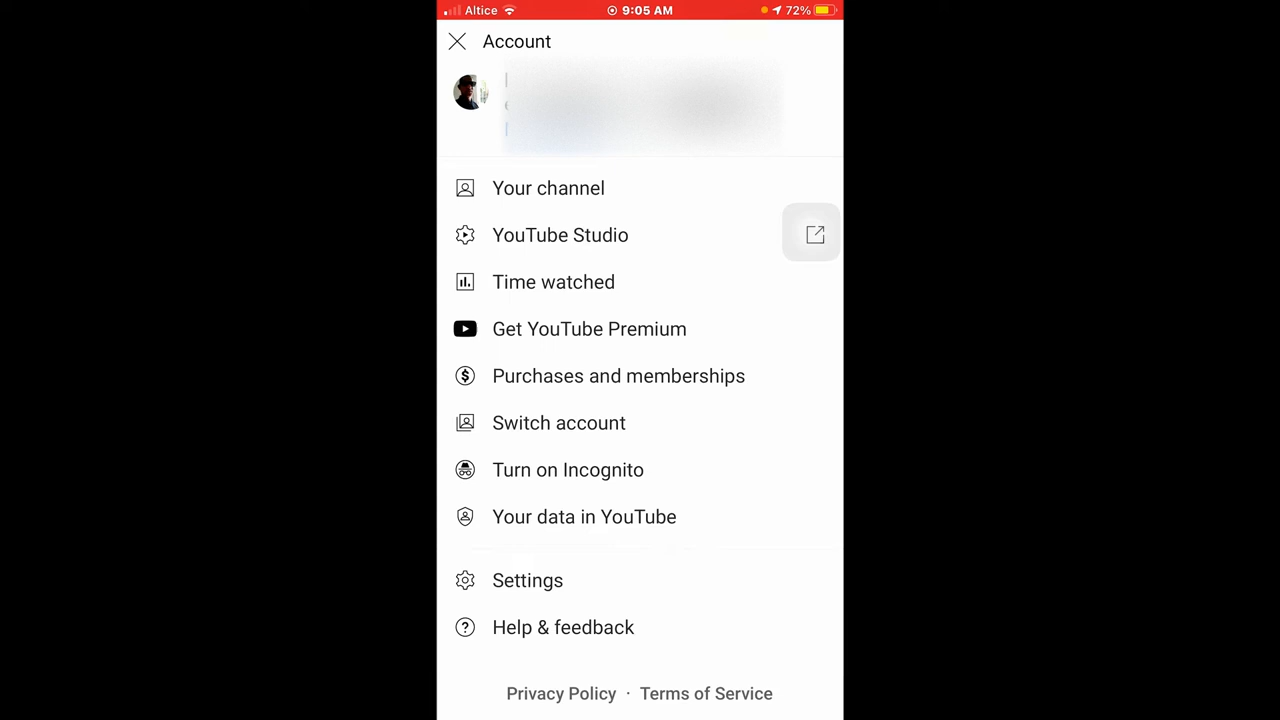 Altice 9:05 AM 72%
Account
Your channel
YouTube Studio
Time watched
Get YouTube Premium
Purchases and memberships
Switch account
Turn on Incognito
Your data in YouTube
Settings
Help & feedback
Privacy Policy · Terms of Service